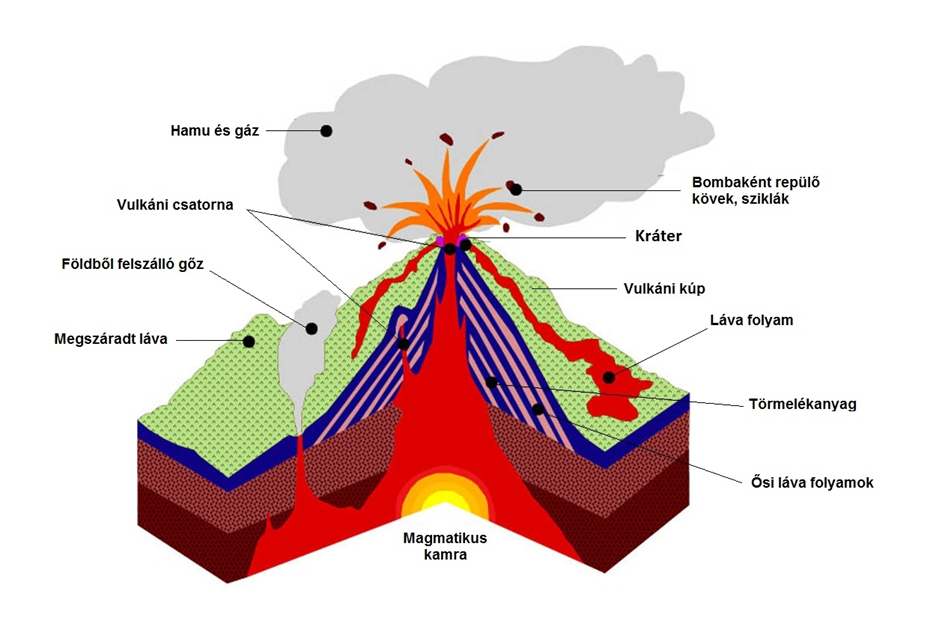 Hamu és gáz
Bombaként repülő
kövek, sziklák
Vulkáni csatorna
Kráter
Földből felszálló gőz
Vulkáni kúp
Láva folyam
Megszáradt láva
Törmelékanyag
Ősi láva folyamok
Magmatikus
kamra